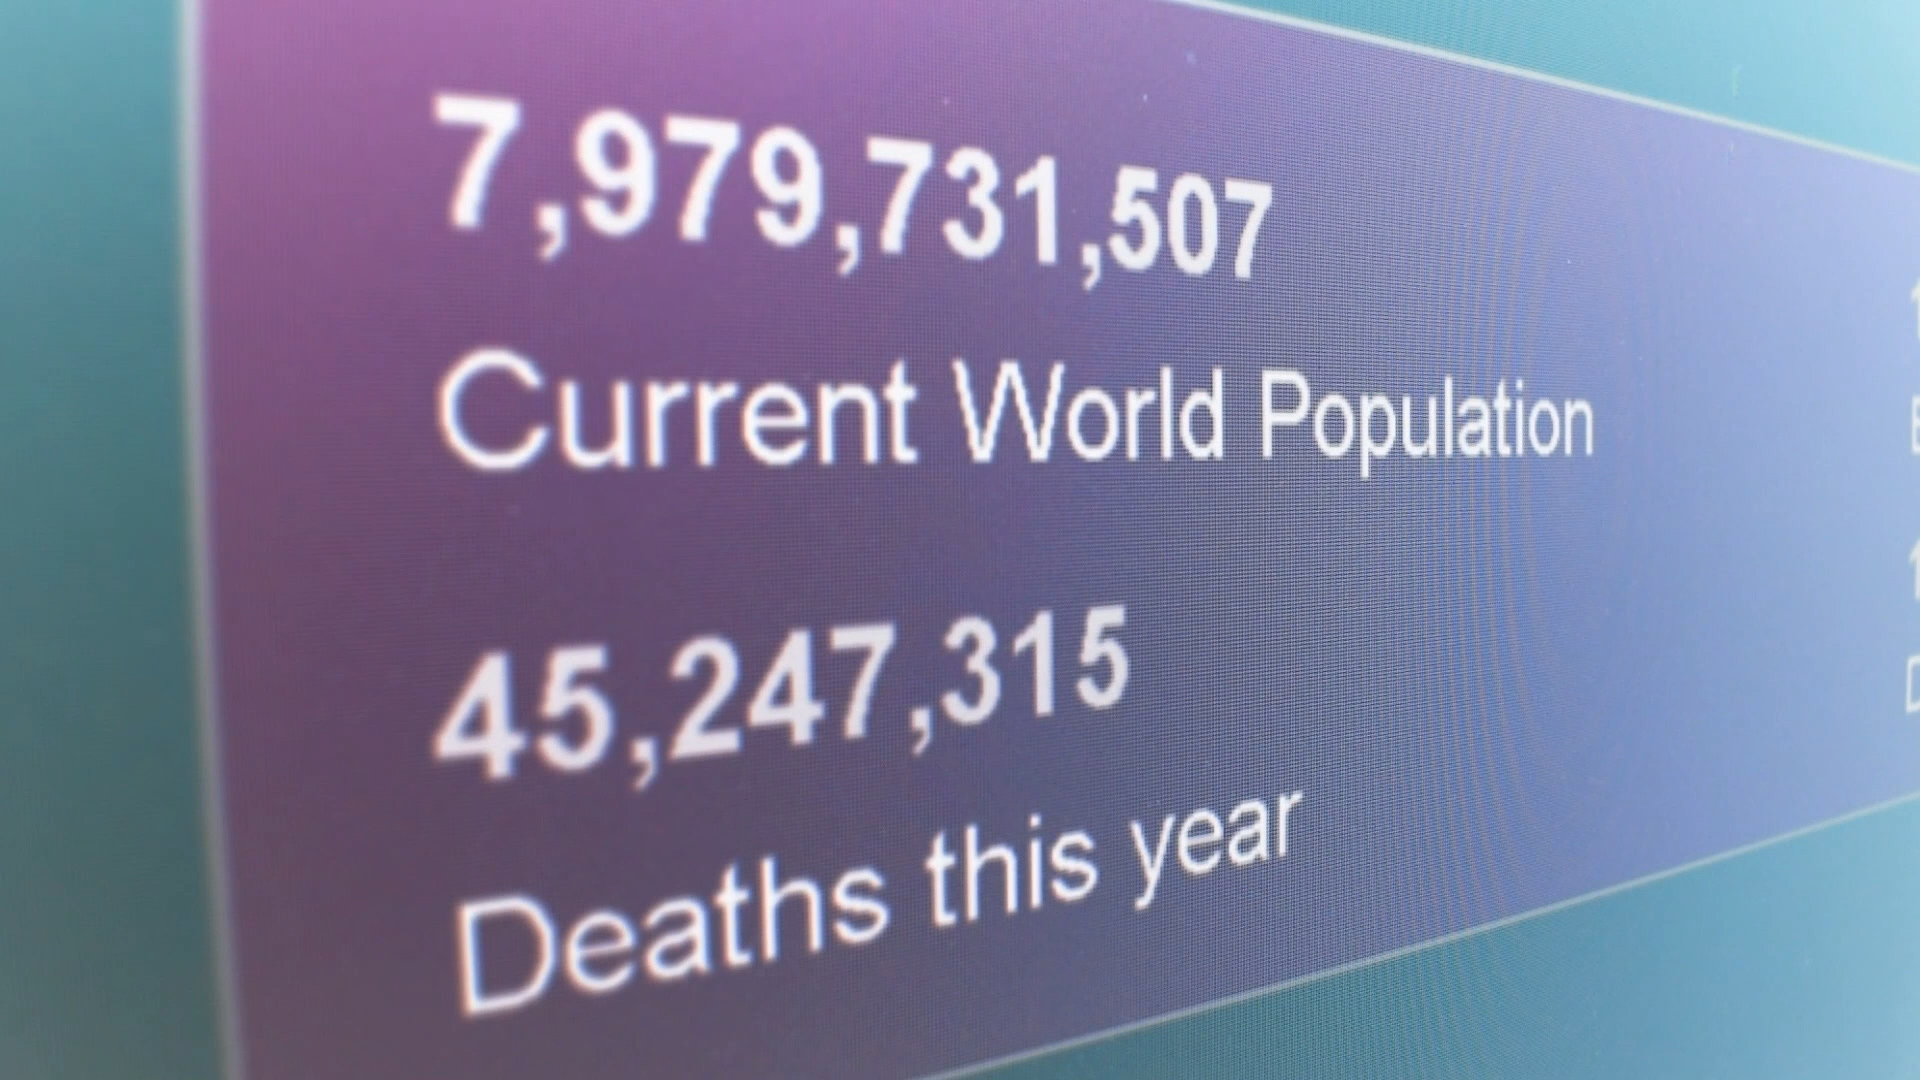 7,979,731,507
Current World Population
45,247,315
Deaths this year